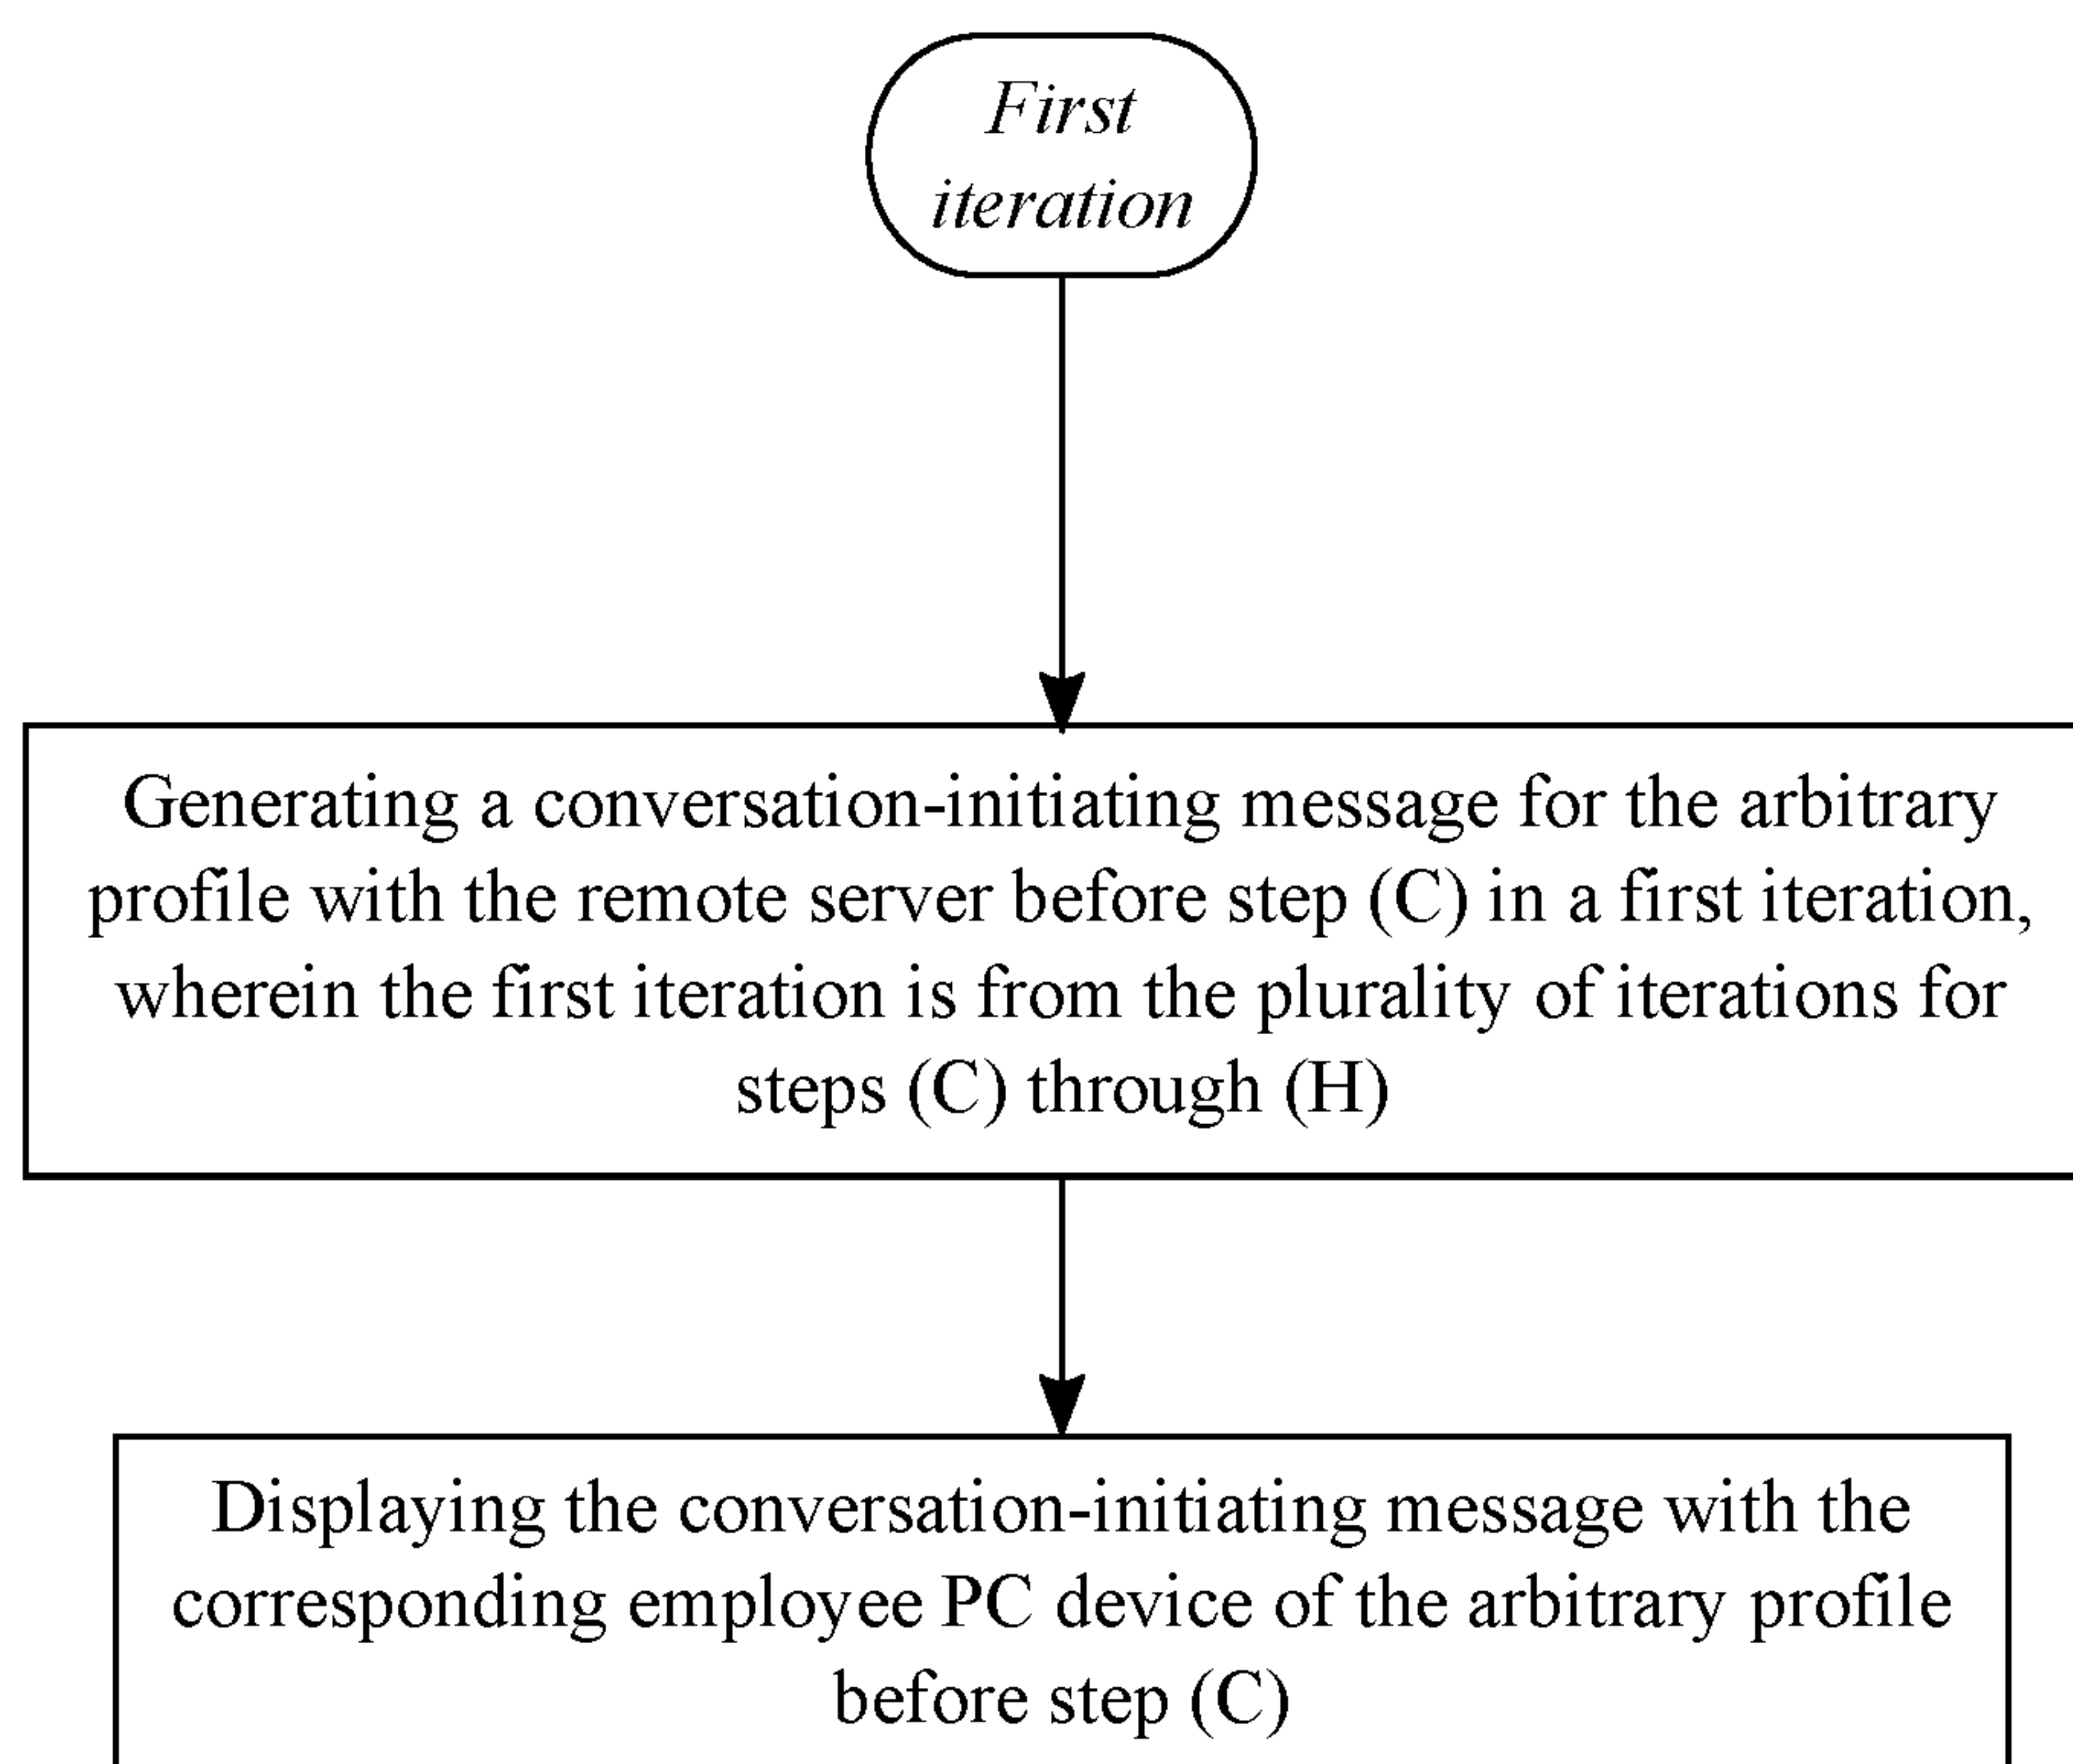 First
iteration
Generating a conversation-initiating message for the arbitrary
profile with the remote server before step (C) in a first iteration,
wherein the first iteration is from the plurality of iterations for
steps (C) through (H)
Displaying the conversation-initiating message with the
corresponding employee PC device of the arbitrary profile
before step (C)